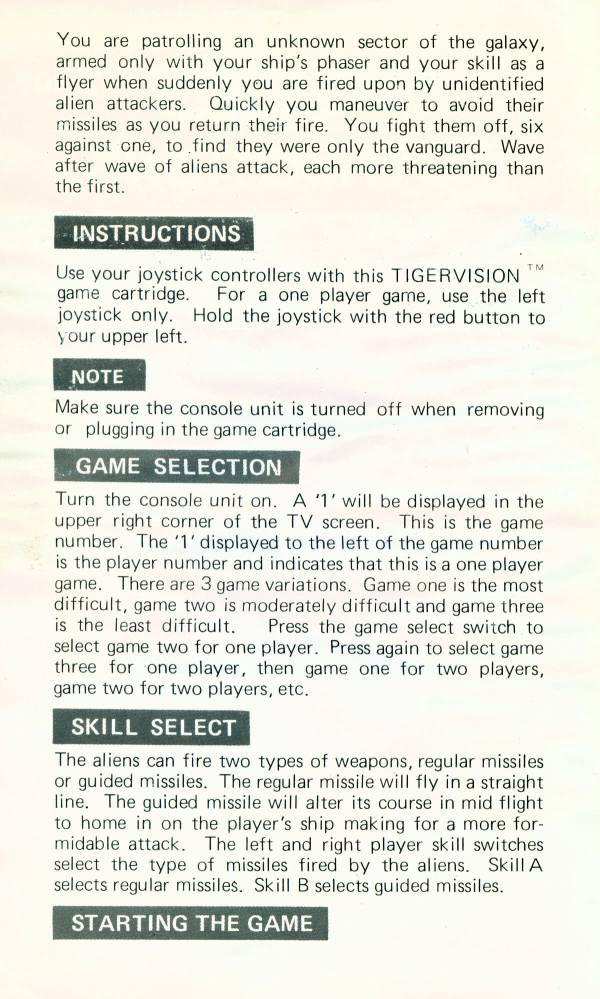 You are patrolling an unknown sector of the galaxy,
armed only with your ship's phaser and your skill as a
flyer when suddenly you are fired upon by unidentified
alien attackers. Quickly you maneuver to avoid their
missiles as you return their fire. You fight them off, six
against one, to find they were only the vanguard. Wave
after wave of aliens attack, each more threatening than
the first.
INSTRUCTIONS
Use your joystick controllers with this TIGERVISION ™
game cartridge. For a one player game, use the left
joystick only. Hold the joystick with the red button to
your upper left.
NOTE
Make sure the console unit is turned off when removing
or plugging in the game cartridge.
GAME SELECTION
Turn the console unit on. A '1' will be displayed in the
upper right corner of the TV screen. This is the game
number. The '1' displayed to the left of the game number
is the player number and indicates that this is a one player
game. There are 3 game variations. Game one is the most
difficult, game two is moderately difficult and game three
is the least difficult. Press the game select switch to
select game two for one player. Press again to select game
three for one player, then game one for two players,
game two for two players, etc.
SKILL SELECT
The aliens can fire two types of weapons, regular missiles
or guided missiles. The regular missile will fly in a straight
line. The guided missile will alter its course in mid flight
to home in on the player's ship making for a more for-
midable attack. The left and right player skill switches
select the type of missiles fired by the aliens. Skill A
selects regular missiles. Skill B selects guided missiles.
STARTING THE GAME